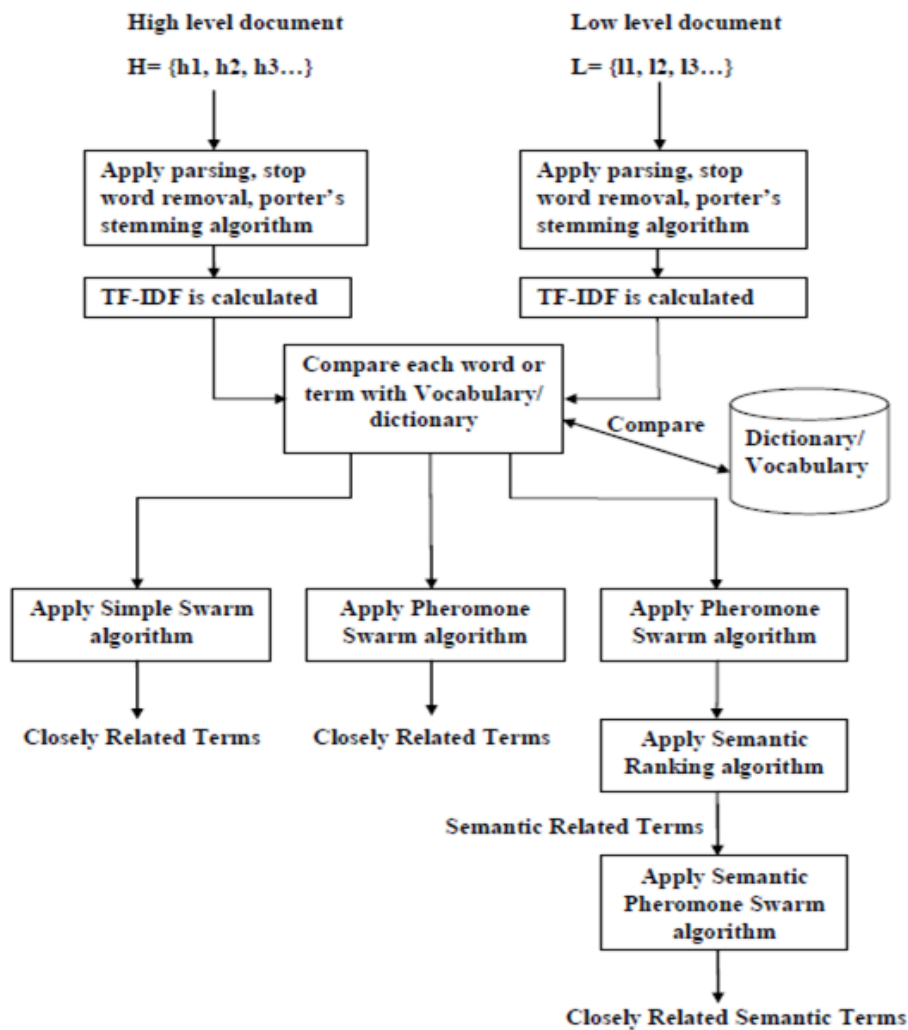 High level document
H= {h1, h2, h3...}
Low level document
L= {l1, l2, l3...}
Apply parsing, stop
word removal, porter's
stemming algorithm
Apply parsing, stop
word removal, porter's
stemming algorithm
TF-IDF is calculated
TF-IDF is calculated
Compare each word or
term with Vocabulary/
dictionary
Compare
Dictionary/
Vocabulary
Apply Simple Swarm
algorithm
Apply Pheromone
Swarm algorithm
Apply Pheromone
Swarm algorithm
Closely Related Terms
Closely Related Terms
Apply Semantic
Ranking algorithm
Semantic Related Terms
Apply Semantic
Pheromone Swarm
algorithm
Closely Related Semantic Terms